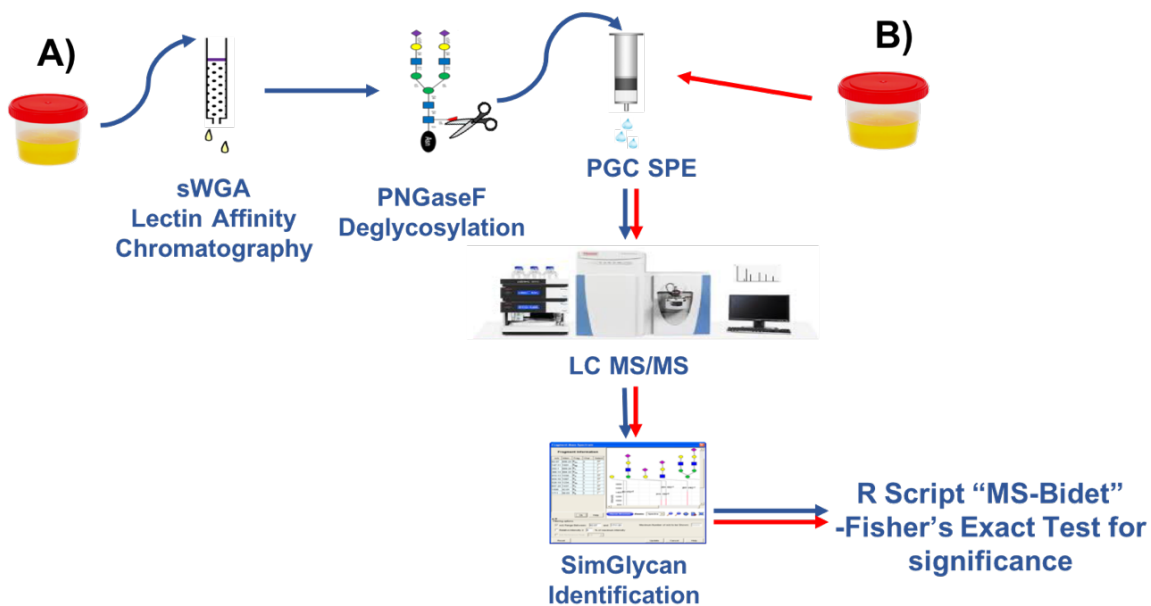 A)
B)
sWGA
Lectin Affinity
Chromatography
PNGaseF
Deglycosylation
PGC SPE
LC MS/MS
SimGlycan
Identification
R Script “MS-Bidet”
-Fisher’s Exact Test for
significance